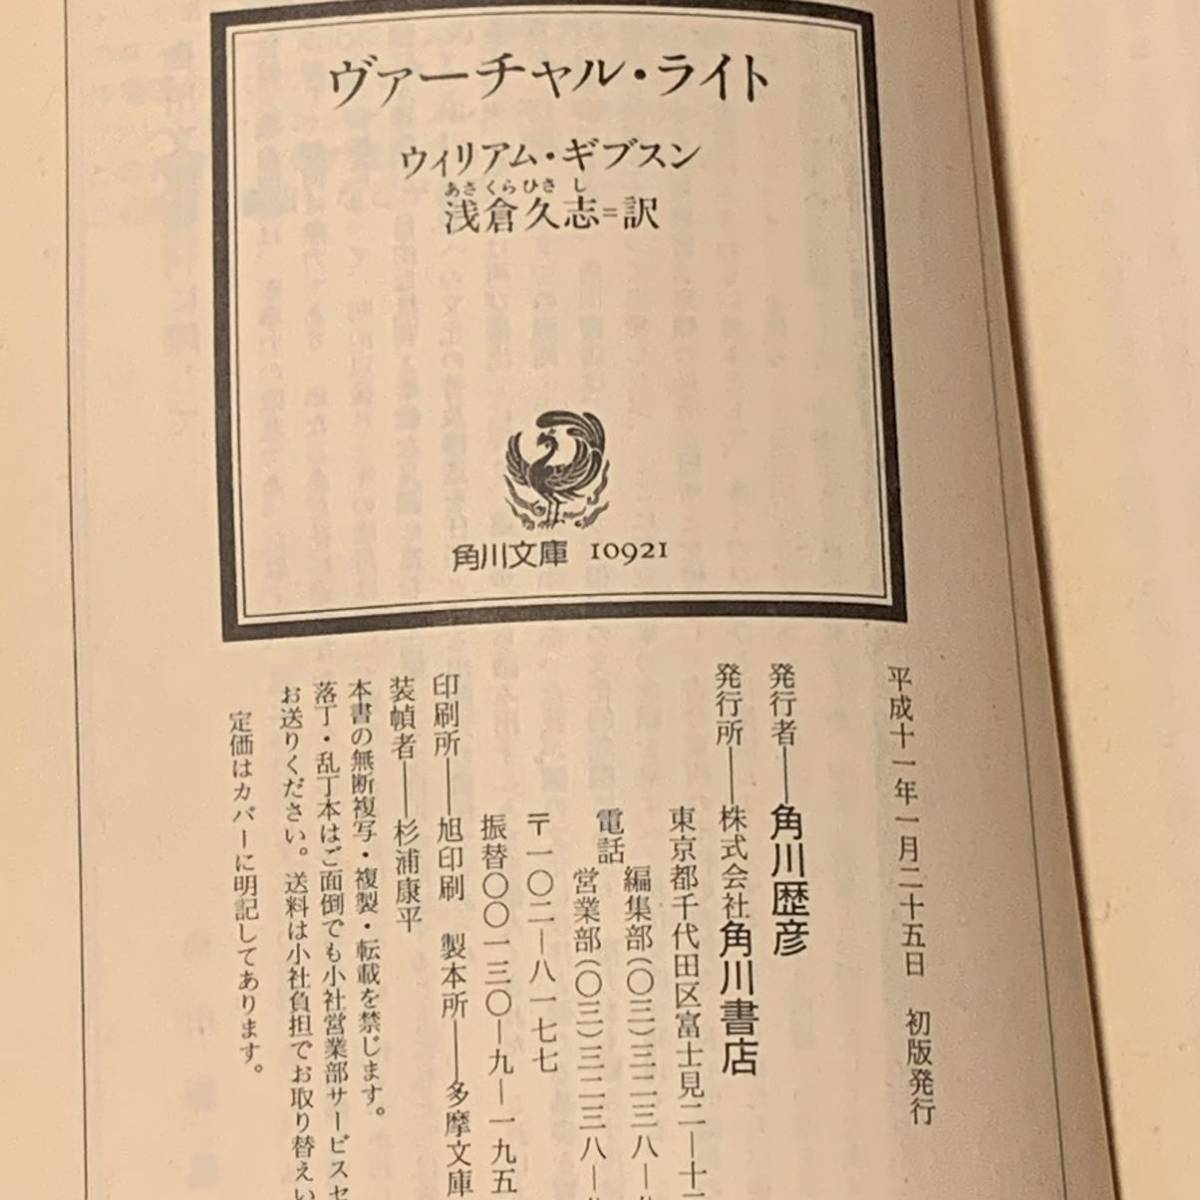 ヴァーチャル・ライト
ウィリアム・ギブスン
あさくらひさし
浅倉久志=訳
角川文庫 10921
平成十一年一月二十五日 初版発行
発行者――角川歴彦
発行所――株式会社角川書店
東京都千代田区富士見二―十三
電話 編集部(〇三)三二三八―
営業部(〇三)三二三八―
〒一〇二―八一七七
振替〇〇一三〇―九―一九五
印刷所――旭印刷 製本所――多摩文庫
装幀者――杉浦康平
本書の無断複写・複製・転載を禁じます。
落丁・乱丁本はご面倒でも小社営業部サービスセ
お送りください。送料は小社負担でお取り替えい
定価はカバーに明記してあります。